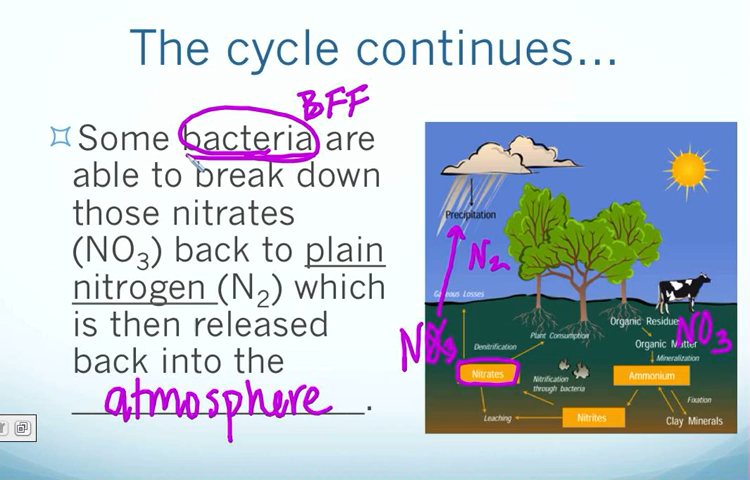 The cycle continues...
BFF
Some bacteria are
able to break down
those nitrates
(NO3) back to plain
nitrogen (N2) which
is then released
back into the
atmosphere.
Precipitation
N2
Gaseous Losses
Organic Residue
NO3
Plant Consumption
Organic Matter
Denitrification
Mineralization
Nitrates
Nitrification
through bacteria
Ammonium
Fixation
Leaching
Nitrites
Clay Minerals